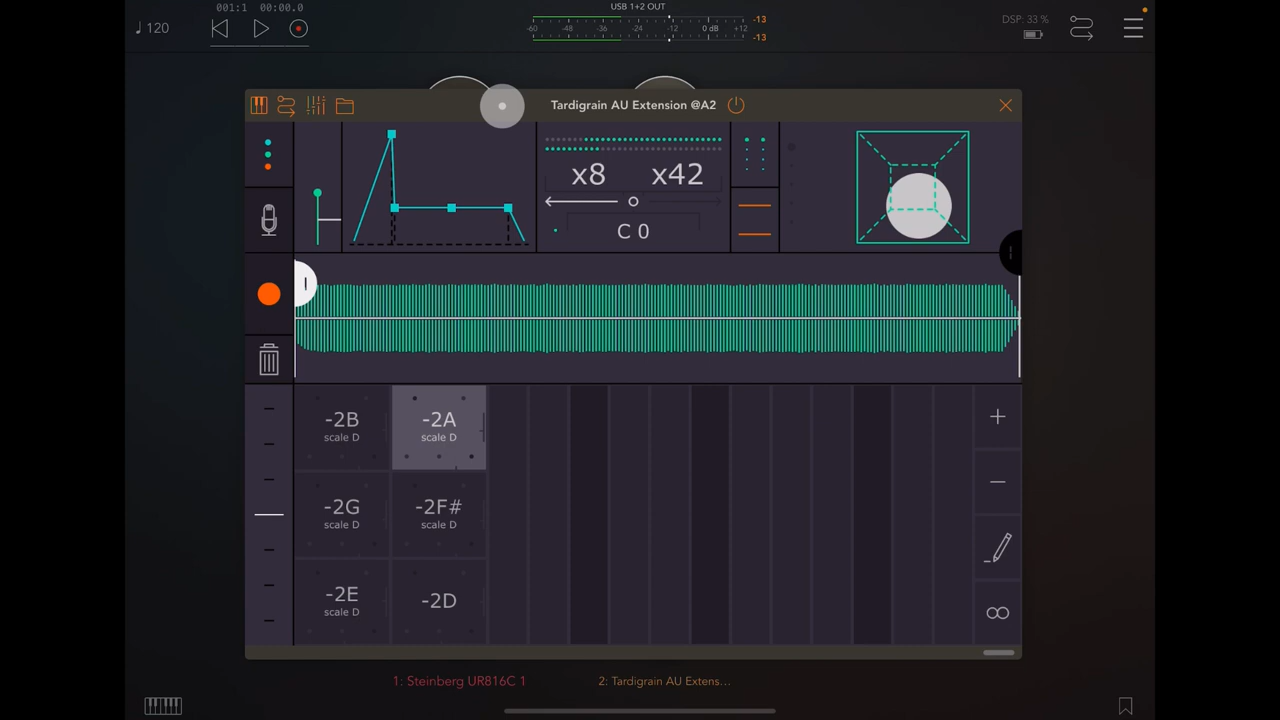 001:1 00:00.0
USB 1+2 OUT
♩120
-60 -48 -36 -24 -12 0 dB +12
-13
-13
DSP: 33 %
Tardigrain AU Extension @A2
x8 x42
C 0
-2B
scale D
-2A
scale D
-2G
scale D
-2F#
scale D
-2E
scale D
-2D
1: Steinberg UR816C 1
2: Tardigrain AU Extens...